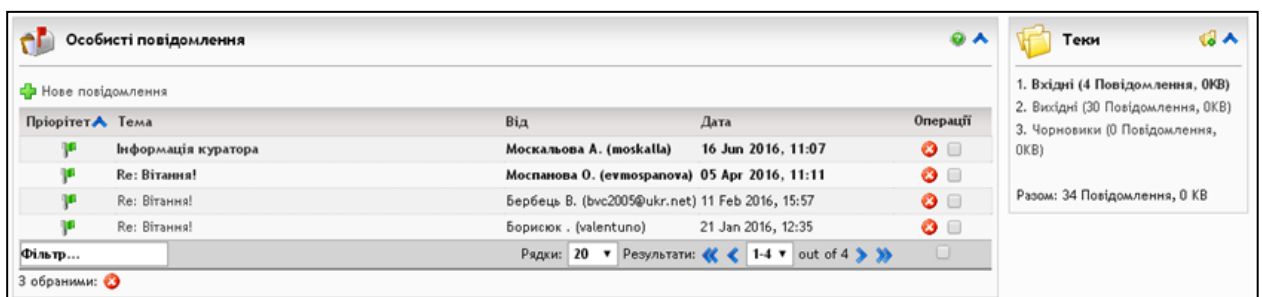 Особисті повідомлення
Нове повідомлення
Пріоритет Тема Від Дата Операції
Інформація куратора Москальова А. (moskalla) 16 Jun 2016, 11:07
Re: Вітання! Моспанова О. (evmospanova) 05 Apr 2016, 11:11
Re: Вітання! Бербець В. (bvc2005@ukr.net) 11 Feb 2016, 15:57
Re: Вітання! Борисюк . (valentuno) 21 Jan 2016, 12:35
Фільтр... Рядки: 20 Результати: 1-4 out of 4
З обраними:
Теки
1. Вхідні (4 Повідомлення, 0KB)
2. Вихідні (30 Повідомлення, 0KB)
3. Чорновики (0 Повідомлення,
0KB)
Разом: 34 Повідомлення, 0 KB